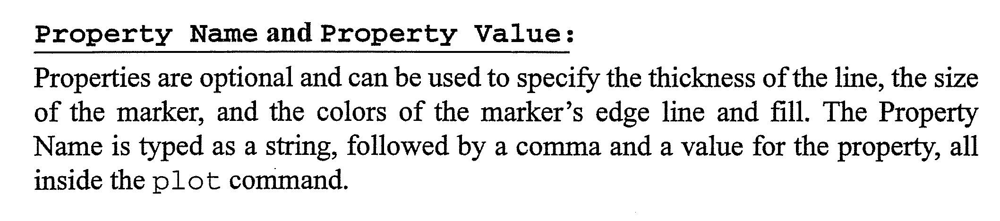 Property Name and Property Value:
Properties are optional and can be used to specify the thickness of the line, the size
of the marker, and the colors of the marker’s edge line and fill. The Property
Name is typed as a string, followed by a comma and a value for the property, all
inside the plot command.